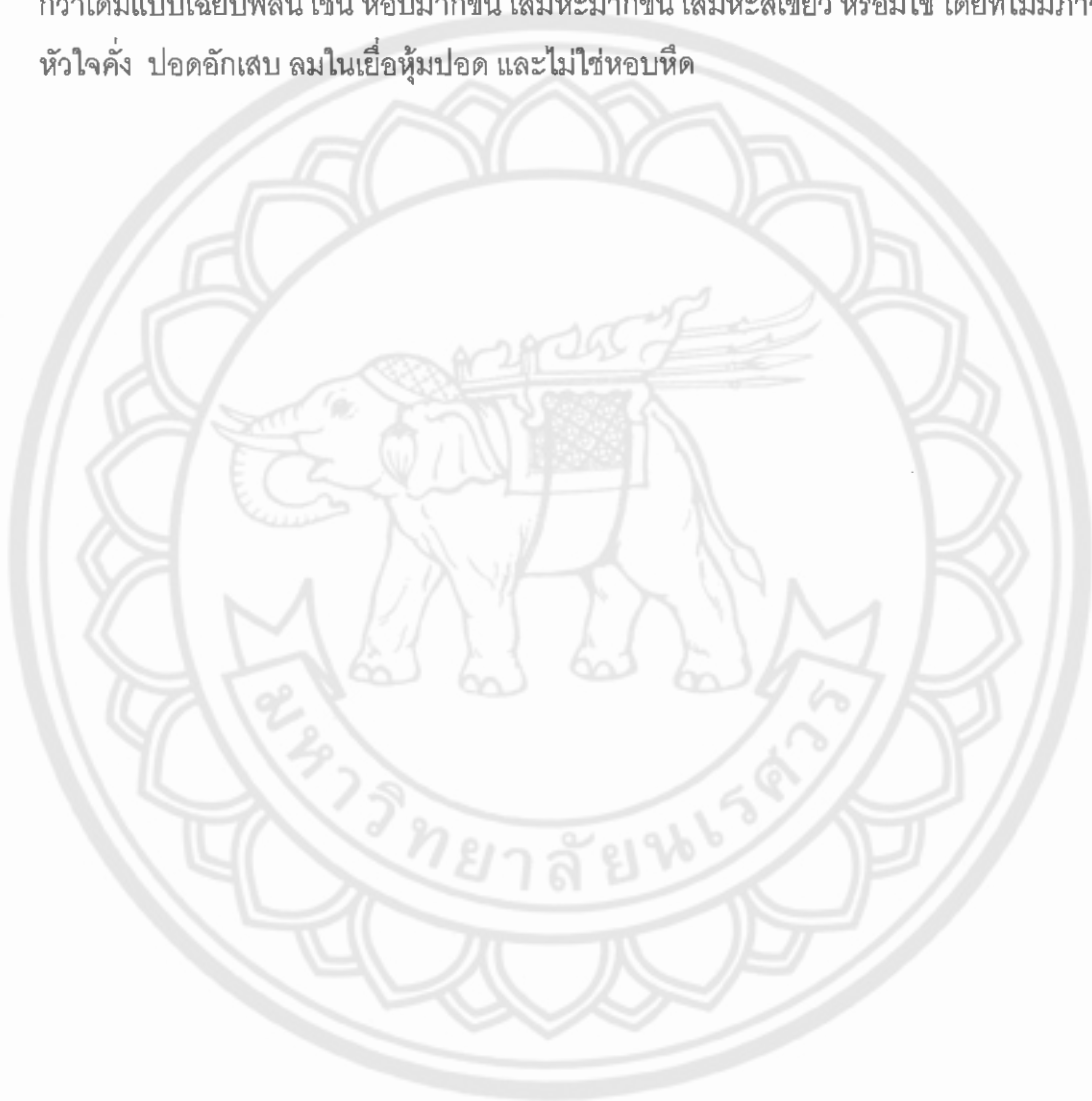 กว่าเดิมแบบเฉียบพลัน เช่น หอบมากขึ้น เสมหะมากขึ้น เสมหะสีเขียว หรือมีไข้ โดยที่ไม่มี
หัวใจคั่ง ปอดอักเสบ ลมในเยื่อหุ้มปอด และไม่ใช่หอบหืด
มหาวิทยาลัยนเรศวร